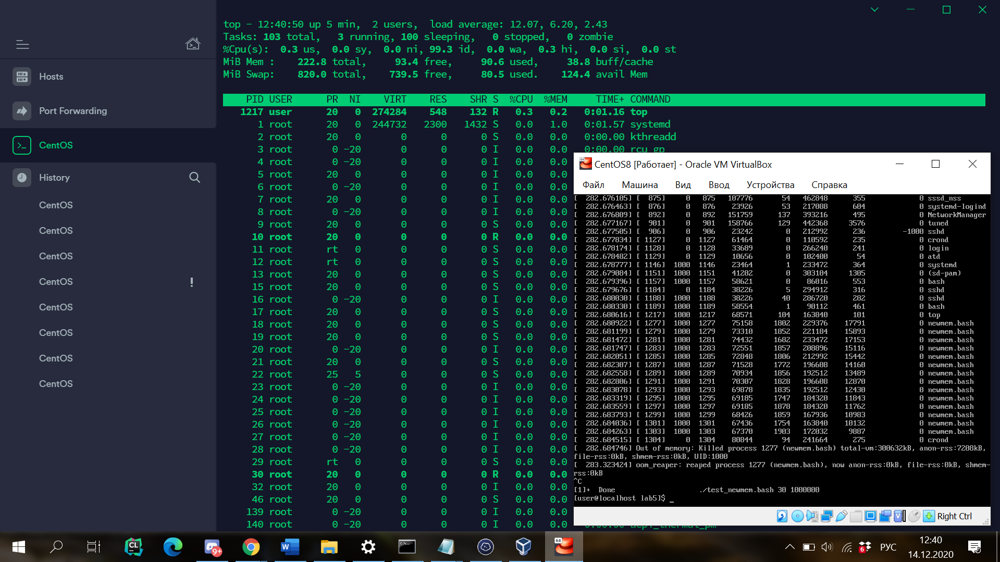 Hosts
Port Forwarding
CentOS
History
CentOS
CentOS
CentOS
CentOS
CentOS
CentOS
CentOS
CentOS
top - 12:40:50 up 5 min,  2 users,  load average: 12.07, 6.20, 2.43
Tasks: 103 total,   3 running, 100 sleeping,   0 stopped,   0 zombie
%Cpu(s):  0.3 us,  0.0 sy,  0.0 ni, 99.3 id,  0.0 wa,  0.3 hi,  0.0 si,  0.0 st
MiB Mem :    222.8 total,     93.4 free,     90.6 used,     38.8 buff/cache
MiB Swap:    820.0 total,    739.5 free,     80.5 used.    124.4 avail Mem
PID USER      PR  NI    VIRT    RES    SHR S  %CPU  %MEM     TIME+ COMMAND
1217 user      20   0  274284    548    132 R   0.3   0.2   0:01.16 top
1 root      20   0  244732   2300   1432 S   0.0   1.0   0:01.57 systemd
2 root      20   0       0      0      0 S   0.0   0.0   0:00.00 kthreadd
3 root       0 -20       0      0      0 I   0.0   0.0   0:00.00 rcu_gp
4 root       0 -20       0      0      0 I   0.0   0.0
5 root      20   0       0      0      0 I   0.0   0.0
6 root       0 -20       0      0      0 I   0.0   0.0
7 root      20   0       0      0      0 I   0.0   0.0
8 root       0 -20       0      0      0 I   0.0   0.0
9 root      20   0       0      0      0 S   0.0   0.0
10 root      20   0       0      0      0 R   0.0   0.0
11 root      rt   0       0      0      0 S   0.0   0.0
12 root      rt   0       0      0      0 S   0.0   0.0
13 root      20   0       0      0      0 S   0.0   0.0
15 root      20   0       0      0      0 S   0.0   0.0
16 root       0 -20       0      0      0 I   0.0   0.0
17 root      20   0       0      0      0 S   0.0   0.0
18 root      20   0       0      0      0 S   0.0   0.0
19 root      20   0       0      0      0 S   0.0   0.0
20 root       0 -20       0      0      0 I   0.0   0.0
21 root      20   0       0      0      0 S   0.0   0.0
22 root      25   5       0      0      0 S   0.0   0.0
23 root       0 -20       0      0      0 I   0.0   0.0
24 root       0 -20       0      0      0 I   0.0   0.0
25 root       0 -20       0      0      0 I   0.0   0.0
26 root       0 -20       0      0      0 I   0.0   0.0
27 root       0 -20       0      0      0 I   0.0   0.0
28 root       0 -20       0      0      0 I   0.0   0.0
29 root      rt   0       0      0      0 S   0.0   0.0
30 root      20   0       0      0      0 R   0.0   0.0
32 root      20   0       0      0      0 I   0.0   0.0
46 root      20   0       0      0      0 S   0.0   0.0
139 root       0 -20       0      0      0 I   0.0   0.0
140 root       0 -20       0      0      0 I   0.0   0.0
CentOS8 [Работает] - Oracle VM VirtualBox
Файл Машина Вид Ввод Устройства Справка
[  282.676105] [  875]     0   875   107776       54   462848      355             0 sssd_nss
[  282.676463] [  876]     0   876    23926       53   217088      604             0 systemd-logind
[  282.676809] [  892]     0   892   151759      137   393216      495             0 NetworkManager
[  282.677167] [  901]     0   901   158766      129   442368     3576             0 tuned
[  282.677505] [  906]     0   906    23242        0   212992      236         -1000 sshd
[  282.677834] [ 1127]     0  1127    61464        0   110592      235             0 crond
[  282.678174] [ 1128]     0  1128    33689        0   266240      241             0 login
[  282.678482] [ 1129]     0  1129    10656        0   102400       54             0 atd
[  282.678777] [ 1146]  1000  1146    23464        1   233472      364             0 systemd
[  282.679084] [ 1151]  1000  1151    41202        0   303104     1305             0 (sd-pam)
[  282.679396] [ 1157]  1000  1157    58621        0    86016      553             0 bash
[  282.679676] [ 1184]     0  1184    38226        5   294912      316             0 sshd
[  282.680030] [ 1188]  1000  1188    38226       40   286720      282             0 sshd
[  282.680330] [ 1189]  1000  1189    58554        1    90112      461             0 bash
[  282.680616] [ 1217]  1000  1217    68571      104   163840      101             0 top
[  282.680922] [ 1277]  1000  1277    75158     1802   229376    17791             0 newmem.bash
[  282.681199] [ 1279]  1000  1279    73310     1852   221184    15893             0 newmem.bash
[  282.681472] [ 1281]  1000  1281    74432     1682   233472    17153             0 newmem.bash
[  282.681747] [ 1283]  1000  1283    72551     1857   208896    15116             0 newmem.bash
[  282.682051] [ 1285]  1000  1285    72848     1806   212992    15442             0 newmem.bash
[  282.682307] [ 1287]  1000  1287    71528     1772   196608    14160             0 newmem.bash
[  282.682558] [ 1289]  1000  1289    70934     1856   192512    13489             0 newmem.bash
[  282.682806] [ 1291]  1000  1291    70307     1828   196608    12870             0 newmem.bash
[  282.683078] [ 1293]  1000  1293    69878     1835   192512    12430             0 newmem.bash
[  282.683319] [ 1295]  1000  1295    69185     1747   184320    11843             0 newmem.bash
[  282.683559] [ 1297]  1000  1297    69185     1878   184320    11762             0 newmem.bash
[  282.683793] [ 1299]  1000  1299    68426     1859   167936    10983             0 newmem.bash
[  282.684036] [ 1301]  1000  1301    67436     1754   163840    10132             0 newmem.bash
[  282.684263] [ 1303]  1000  1303    67370     1903   172032     9887             0 newmem.bash
[  282.684515] [ 1304]     0  1304    80844       94   241664      275             0 crond
[  282.684746] Out of memory: Killed process 1277 (newmem.bash) total-vm:300632kB, anon-rss:7208kB,
file-rss:0kB, shmem-rss:0kB, UID:1000
[  283.323424] oom_reaper: reaped process 1277 (newmem.bash), now anon-rss:0kB, file-rss:0kB, shmem-
rss:0kB
^C
[1]+  Done                    ./test_newmem.bash 30 1000000
[user@localhost lab5]$ _
Right Ctrl
РУС
12:40
14.12.2020